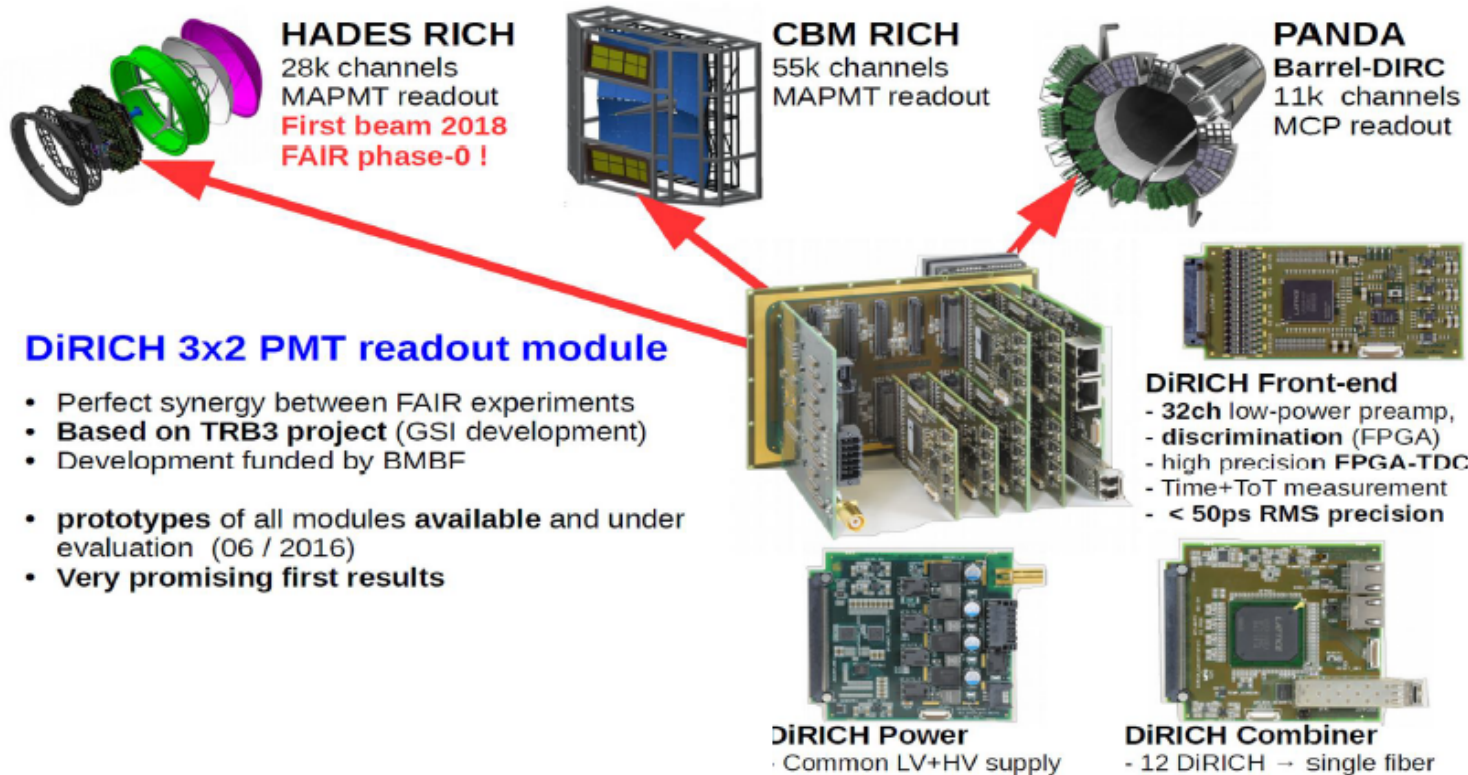 HADES RICH
28k channels
MAPMT readout
First beam 2018
FAIR phase-0 !
CBM RICH
55k channels
MAPMT readout
PANDA
Barrel-DIRC
11k channels
MCP readout
DiRICH 3x2 PMT readout module
• Perfect synergy between FAIR experiments
• Based on TRB3 project (GSI development)
• Development funded by BMBF
• prototypes of all modules available and under
evaluation (06 / 2016)
• Very promising first results
DiRICH Front-end
- 32ch low-power preamp,
- discrimination (FPGA)
- high precision FPGA-TDC
- Time+ToT measurement
- < 50ps RMS precision
DiRICH Power
- Common LV+HV supply
DiRICH Combiner
- 12 DiRICH → single fiber